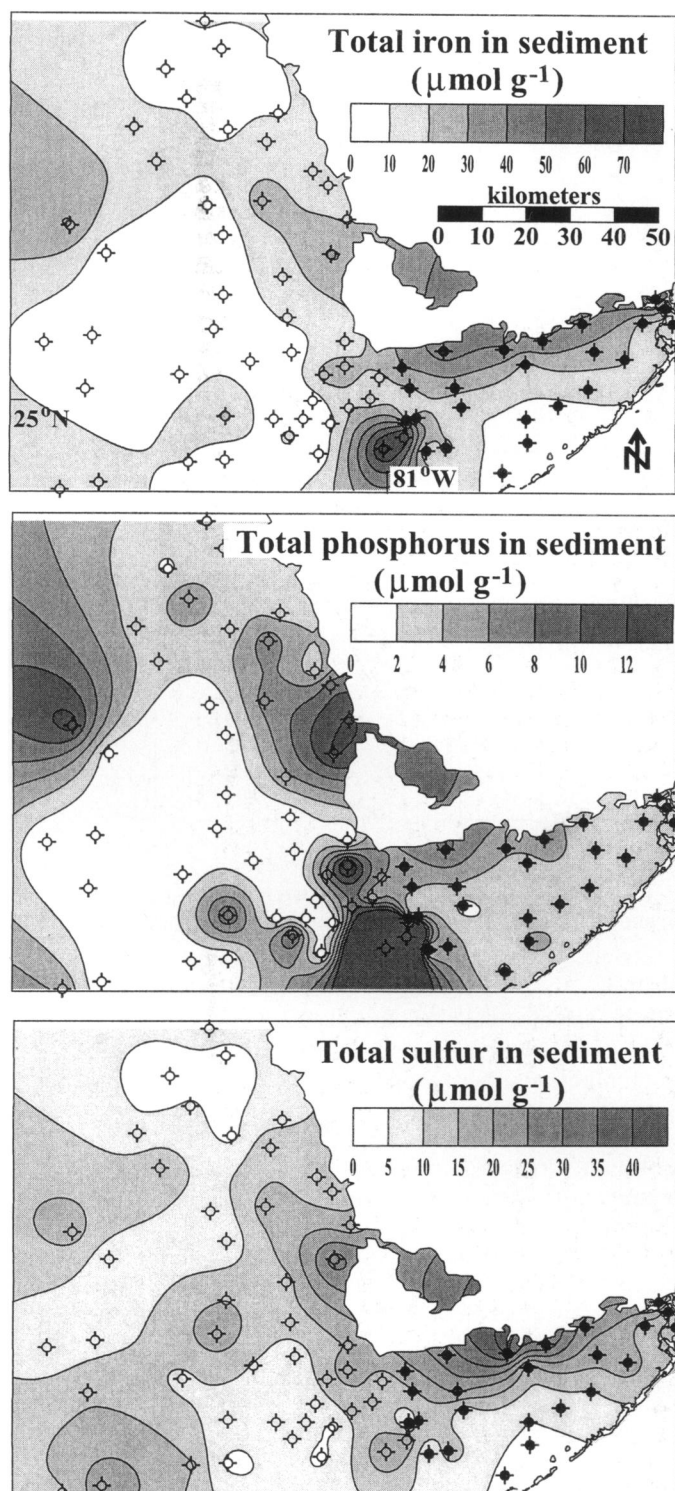 Total iron in sediment
(μmol g-1)
0 10 20 30 40 50 60 70
kilometers
0 10 20 30 40 50
25°N
81°W
N
Total phosphorus in sediment
(μmol g-1)
0 2 4 6 8 10 12
Total sulfur in sediment
(μmol g-1)
0 5 10 15 20 25 30 35 40